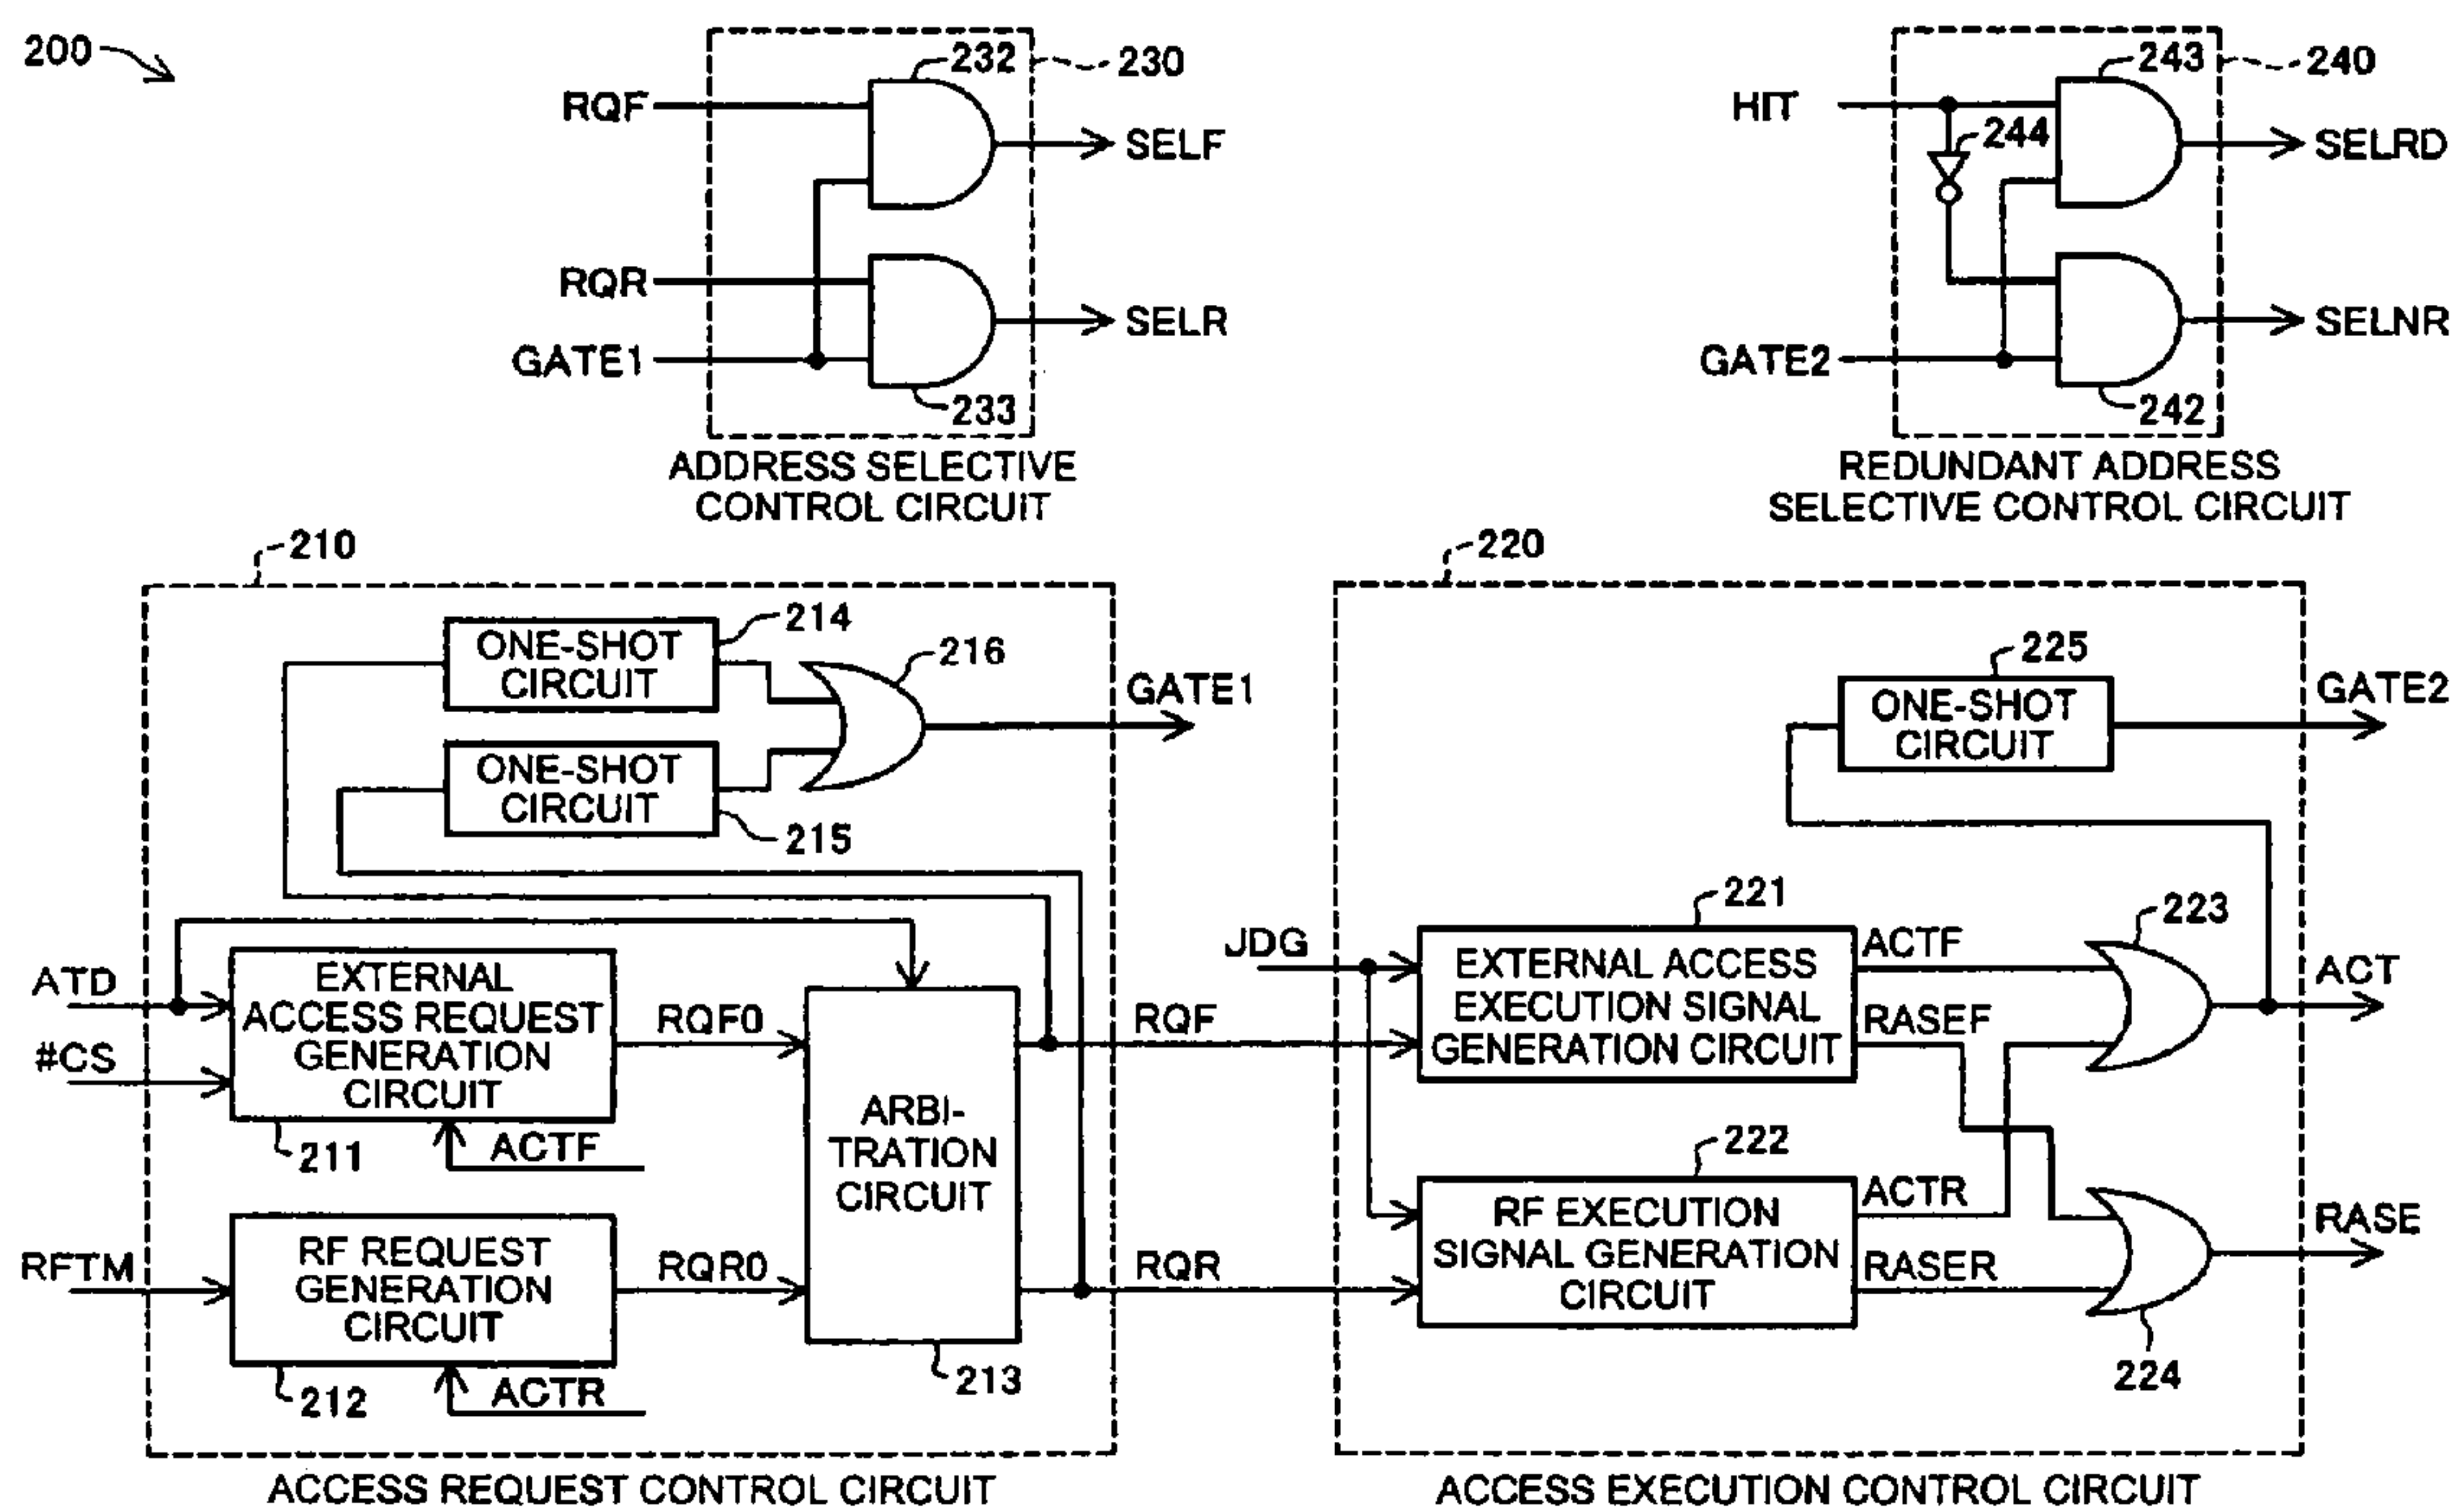 200
230
232
RQF
SELF
RQR
SELR
GATE1
233
ADDRESS SELECTIVE
CONTROL CIRCUIT
240
243
HIT
244
SELRD
SELNR
GATE2
242
REDUNDANT ADDRESS
SELECTIVE CONTROL CIRCUIT
210
ONE-SHOT
CIRCUIT
214
216
GATE1
ONE-SHOT
CIRCUIT
215
ATD
#CS
EXTERNAL
ACCESS REQUEST
GENERATION
CIRCUIT
211
ACTF
RQF0
RFTM
RF REQUEST
GENERATION
CIRCUIT
212
ACTR
RQR0
ARBI-
TRATION
CIRCUIT
213
RQF
RQR
ACCESS REQUEST CONTROL CIRCUIT
220
225
ONE-SHOT
CIRCUIT
GATE2
JDG
221
EXTERNAL ACCESS
EXECUTION SIGNAL
GENERATION CIRCUIT
ACTF
RASEF
223
ACT
222
RF EXECUTION
SIGNAL GENERATION
CIRCUIT
ACTR
RASER
RASE
224
ACCESS EXECUTION CONTROL CIRCUIT